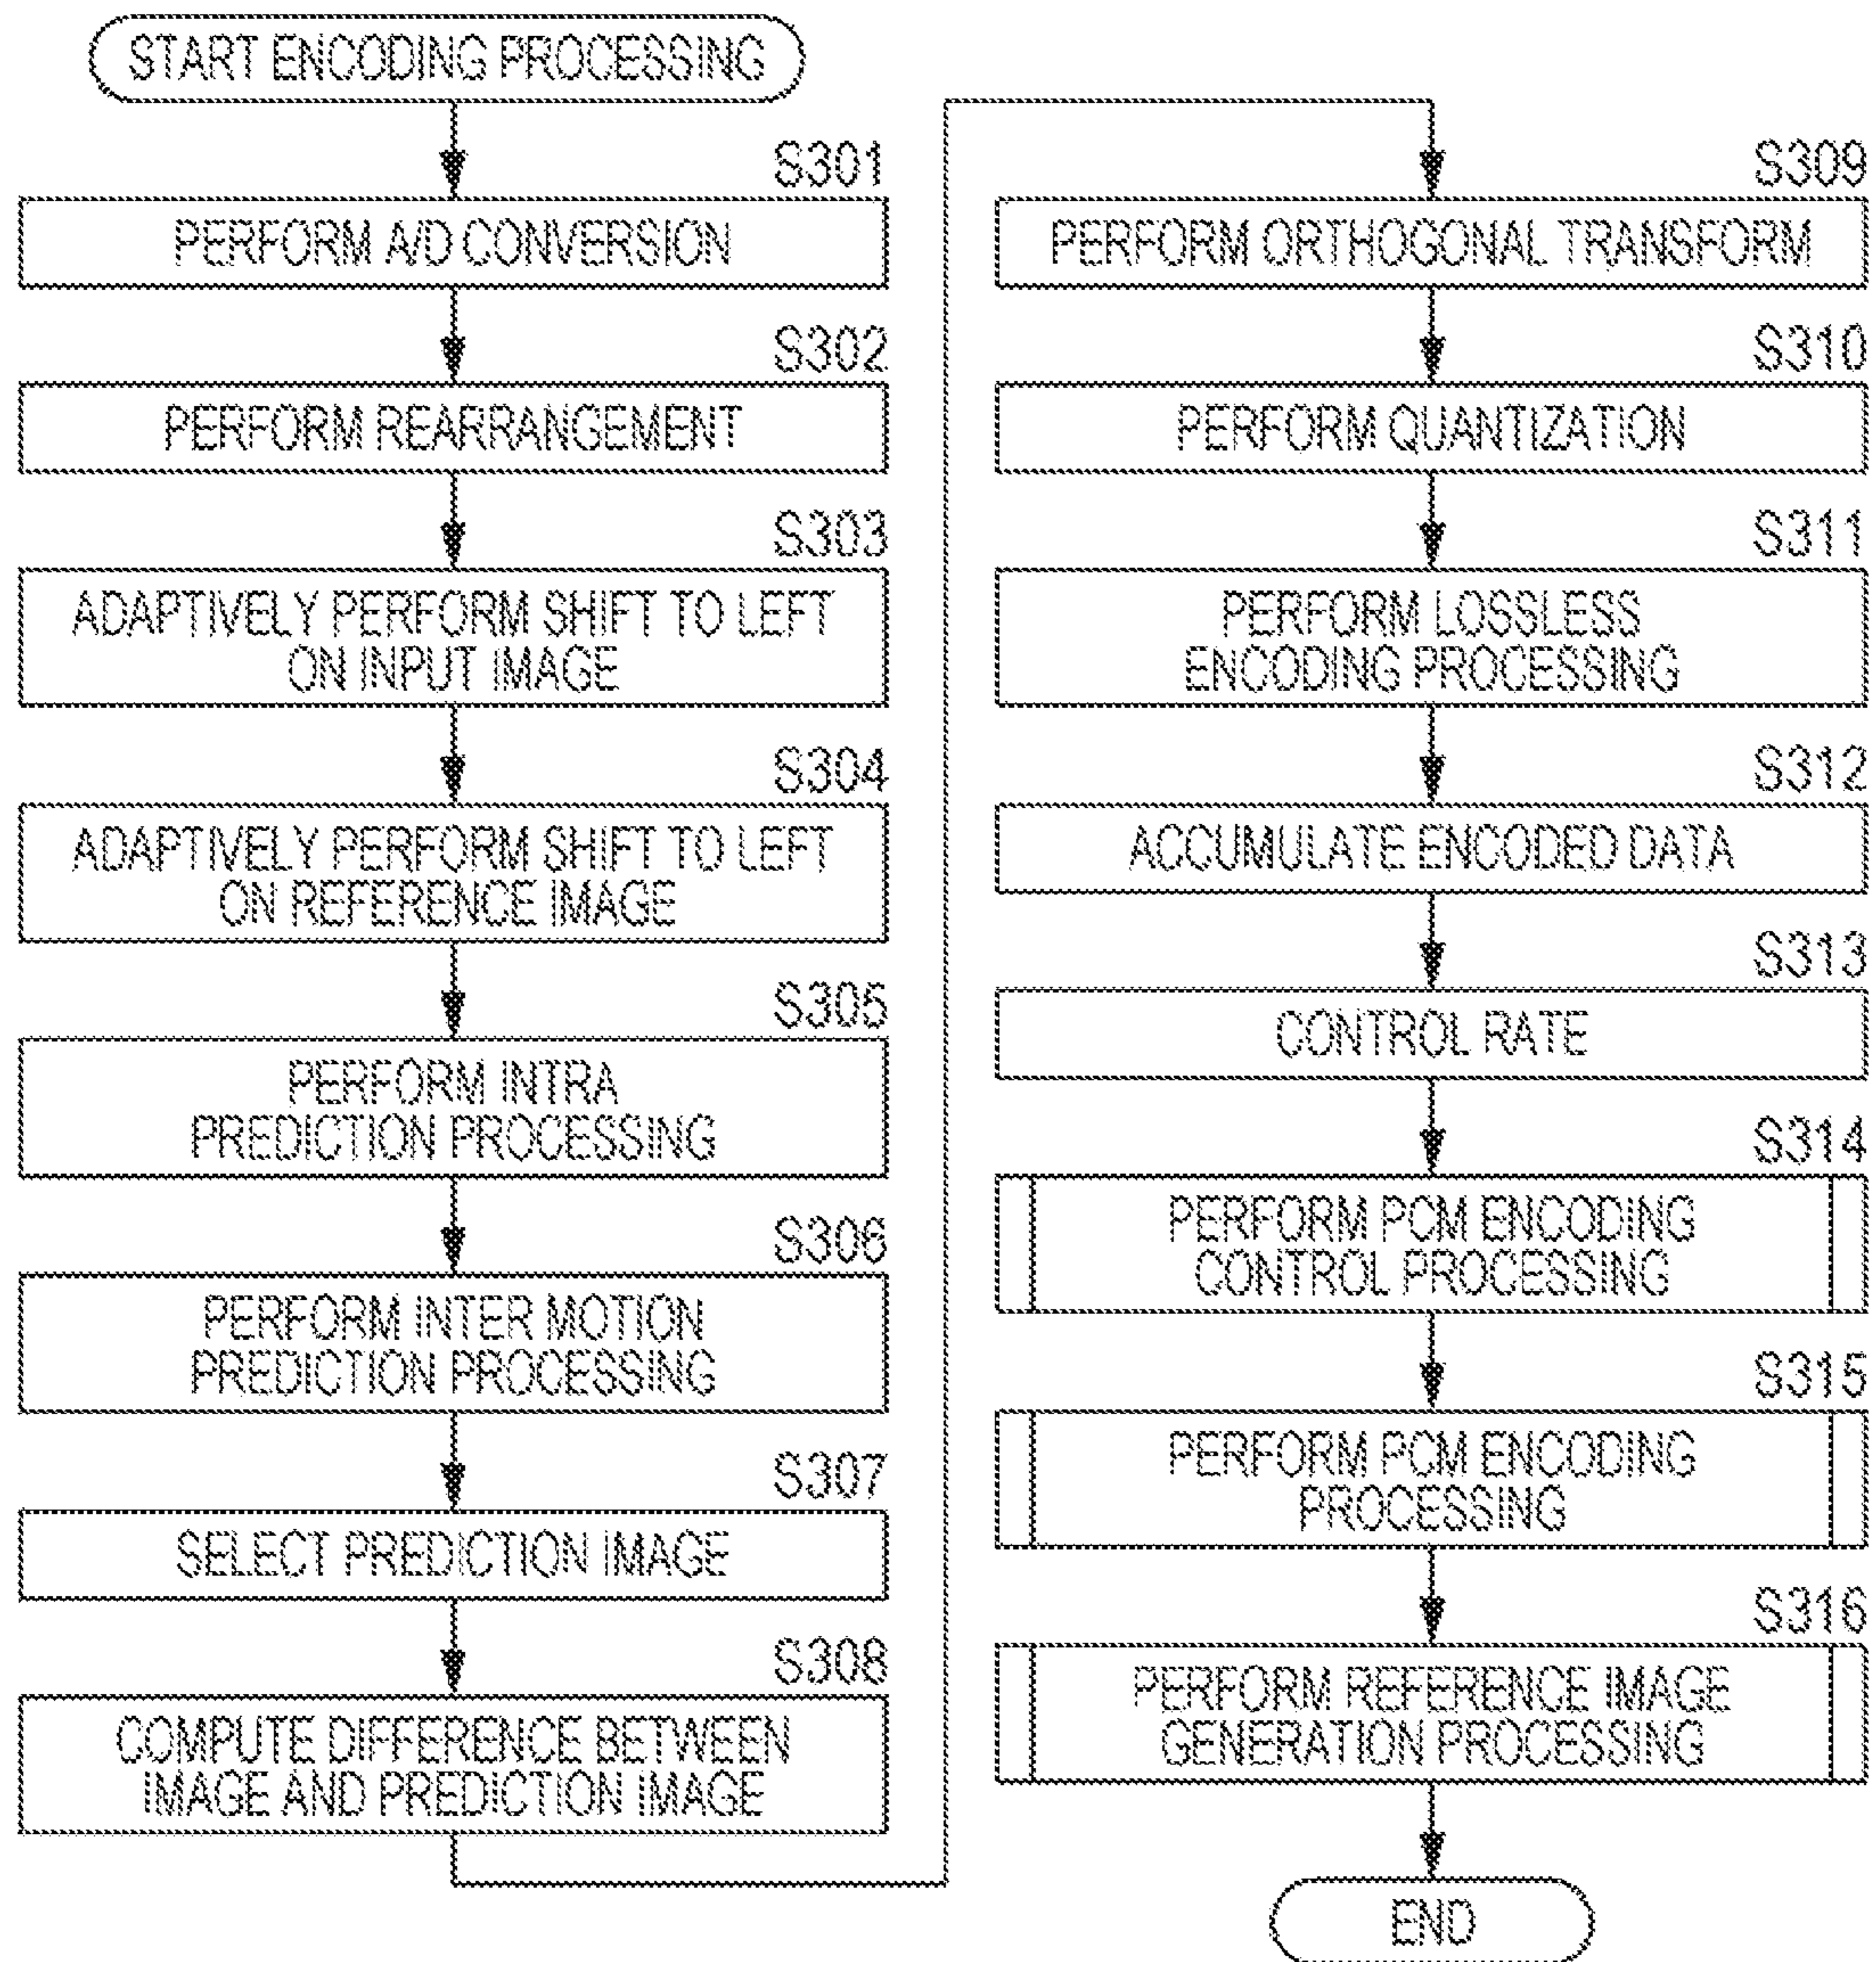 START ENCODING PROCESSING
S301
PERFORM A/D CONVERSION
S302
PERFORM REARRANGEMENT
S303
ADAPTIVELY PERFORM SHIFT TO LEFT
ON INPUT IMAGE
S304
ADAPTIVELY PERFORM SHIFT TO LEFT
ON REFERENCE IMAGE
S305
PERFORM INTRA
PREDICTION PROCESSING
S306
PERFORM INTER MOTION
PREDICTION PROCESSING
S307
SELECT PREDICTION IMAGE
S308
COMPUTE DIFFERENCE BETWEEN
IMAGE AND PREDICTION IMAGE
S309
PERFORM ORTHOGONAL TRANSFORM
S310
PERFORM QUANTIZATION
S311
PERFORM LOSSLESS
ENCODING PROCESSING
S312
ACCUMULATE ENCODED DATA
S313
CONTROL RATE
S314
PERFORM PCM ENCODING
CONTROL PROCESSING
S315
PERFORM PCM ENCODING
PROCESSING
S316
PERFORM REFERENCE IMAGE
GENERATION PROCESSING
END